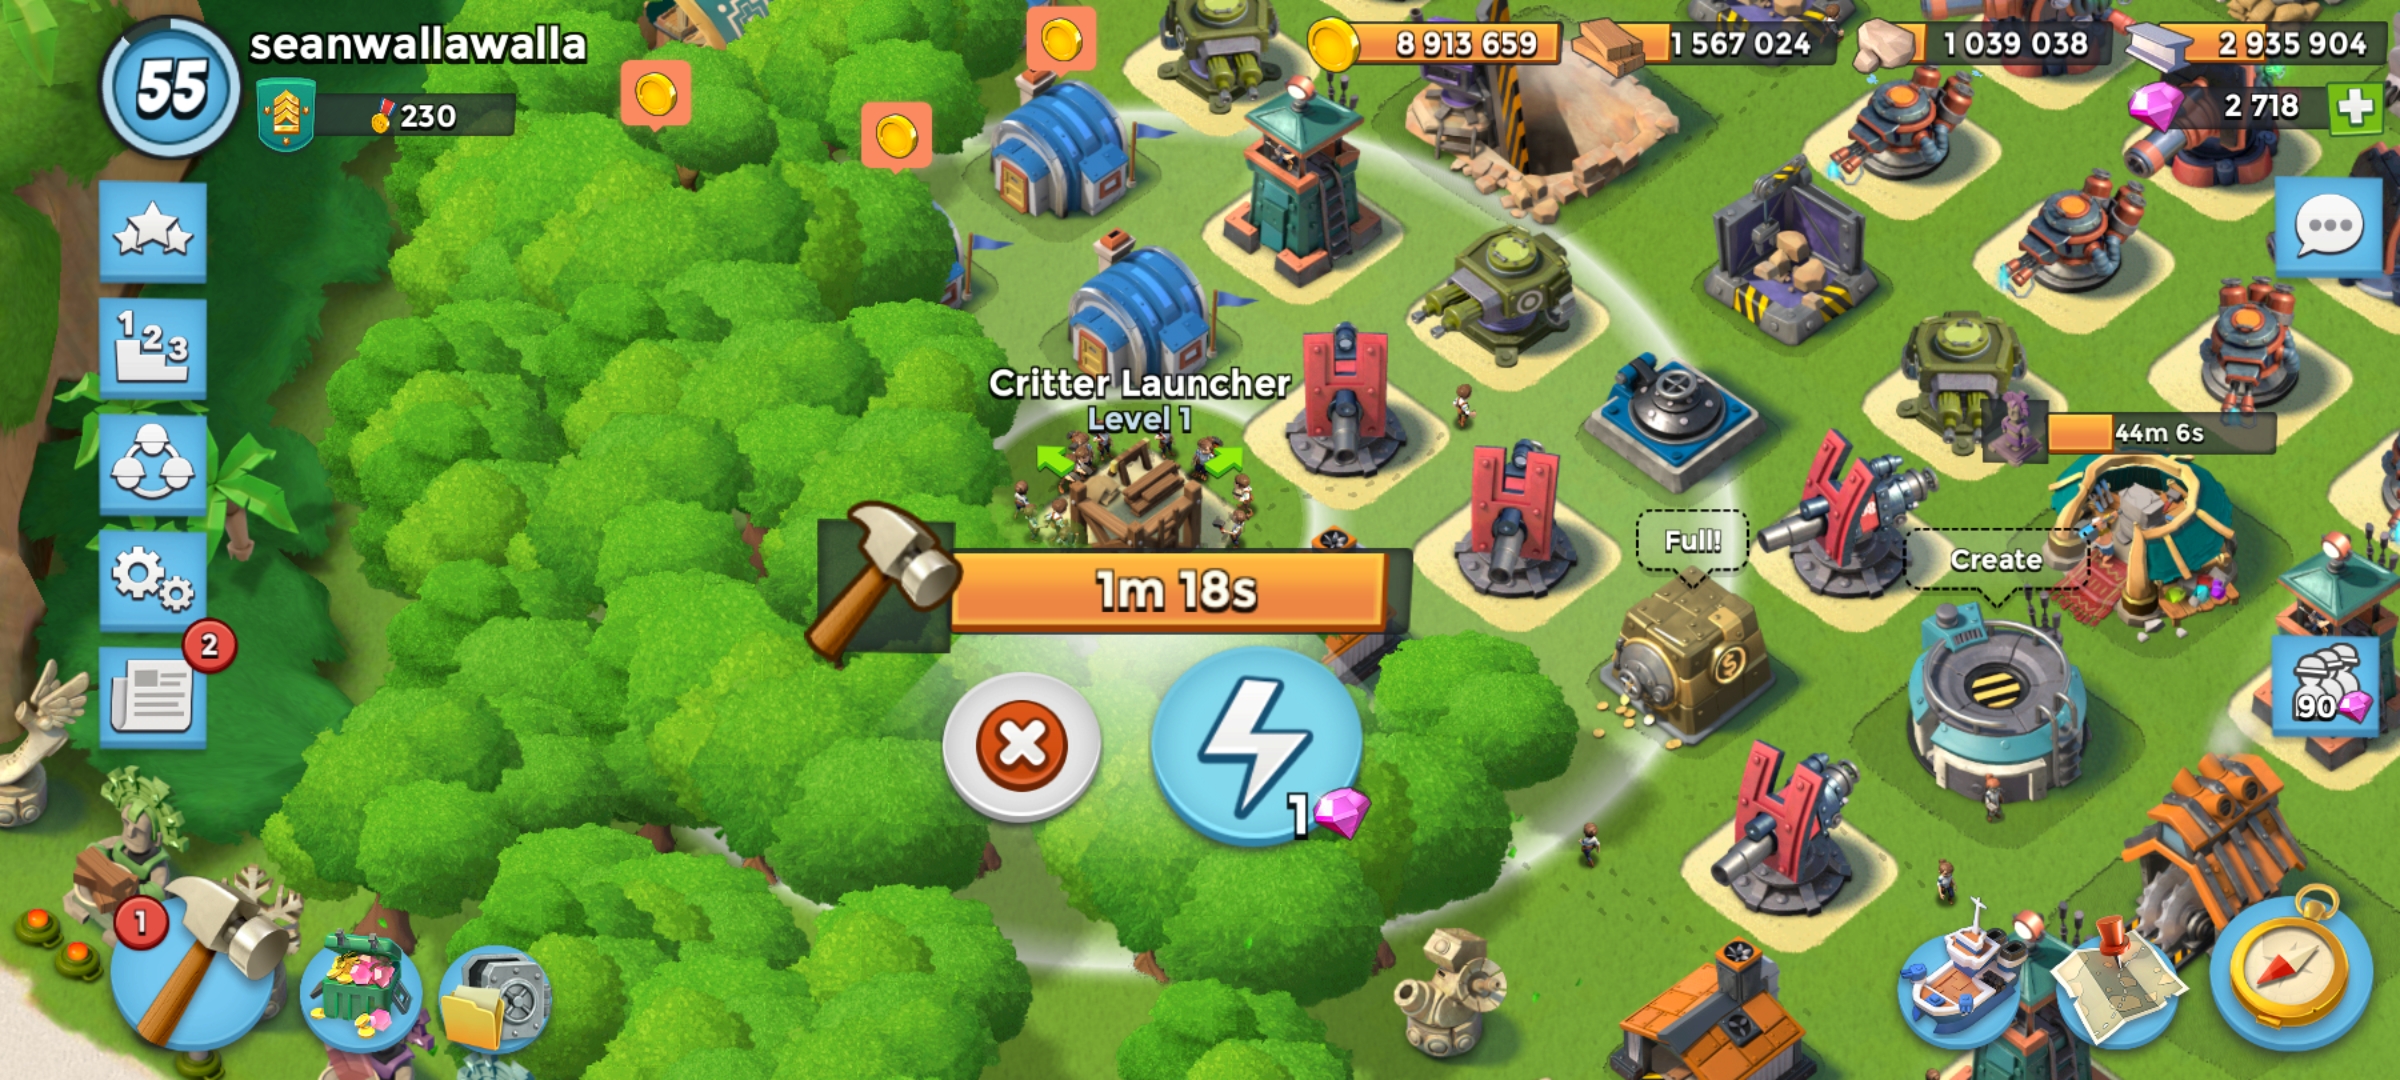 55
seanwallawalla
230
8 913 659
1 567 024
1 039 038
2 935 904
2 718
123
2
Critter Launcher
Level 1
44m 6s
Full!
Create
1m 18s
90
1
1